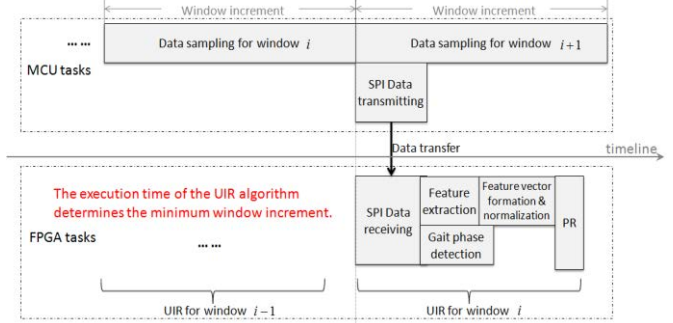 Window increment Window increment
... ... Data sampling for window i Data sampling for window i+1
MCU tasks
SPI Data
transmitting
Data transfer
timeline
The execution time of the UIR algorithm
determines the minimum window increment.
FPGA tasks
... ...
SPI Data
receiving
Feature
extraction
Feature vector
formation &
normalization
Gait phase
detection
PR
UIR for window i−1 UIR for window i